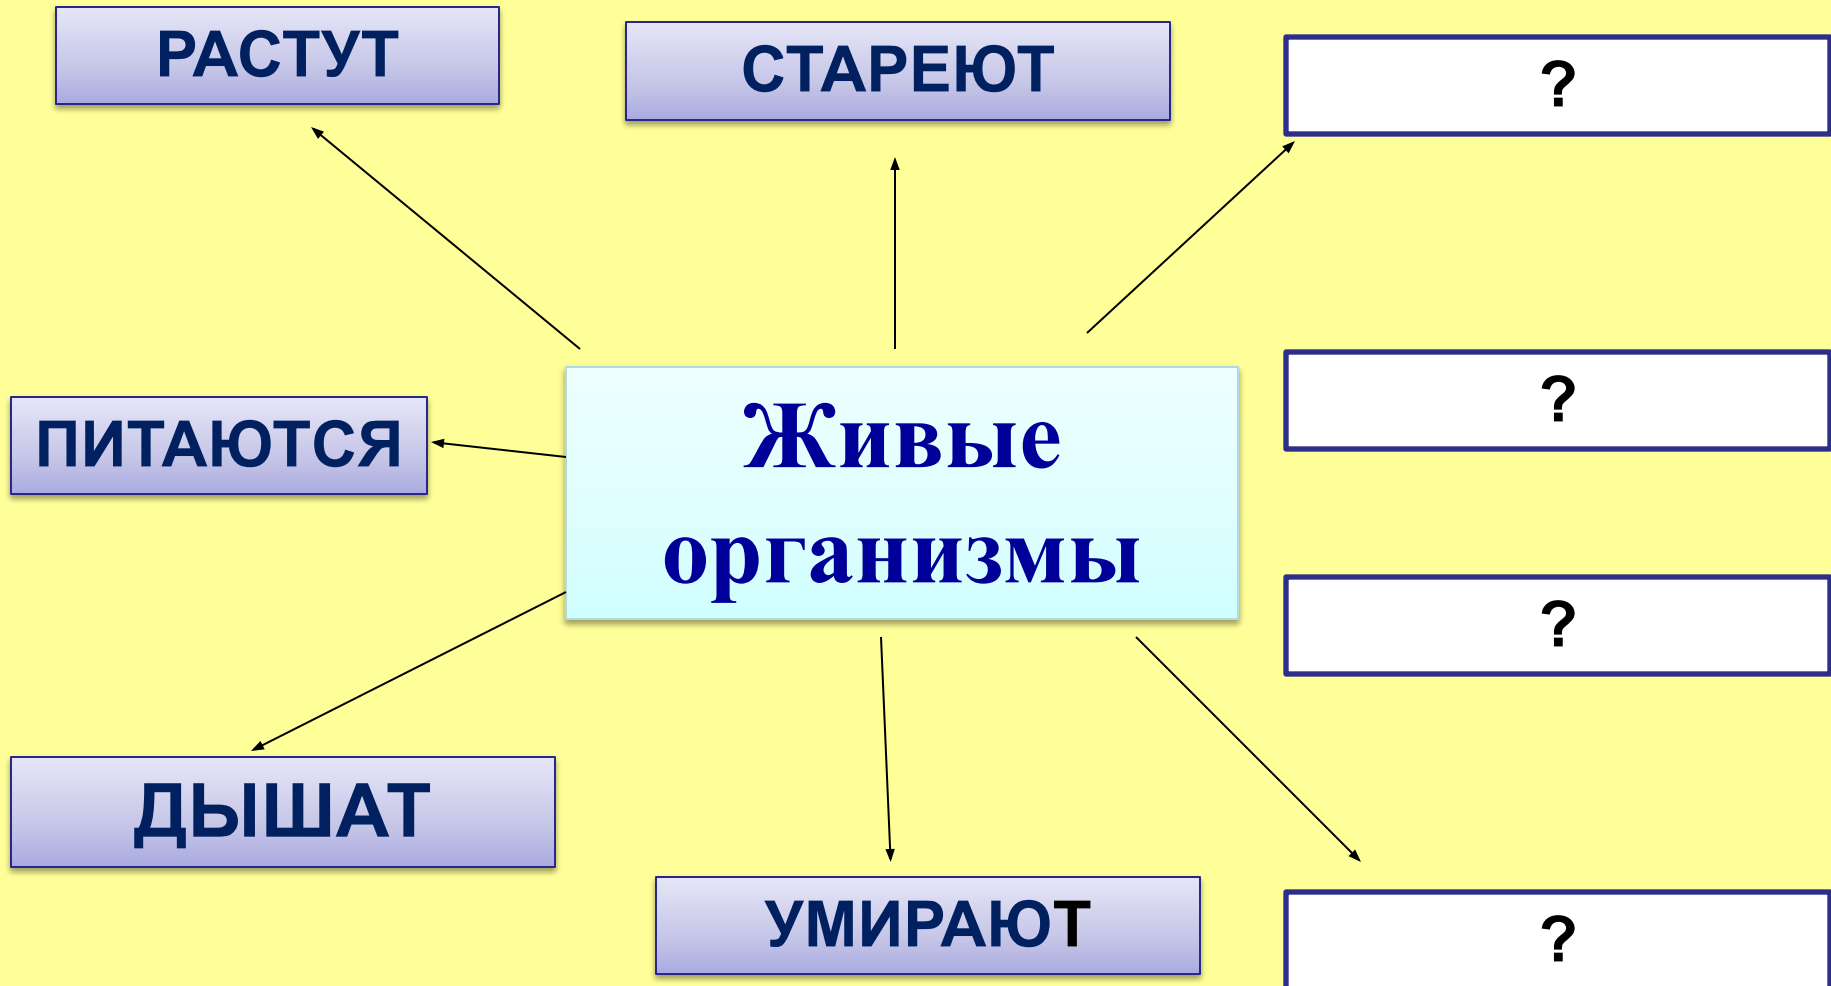 РАСТУТ
СТАРЕЮТ
?
ПИТАЮТСЯ
Живые
организмы
?
?
ДЫШАТ
УМИРАЮТ
?